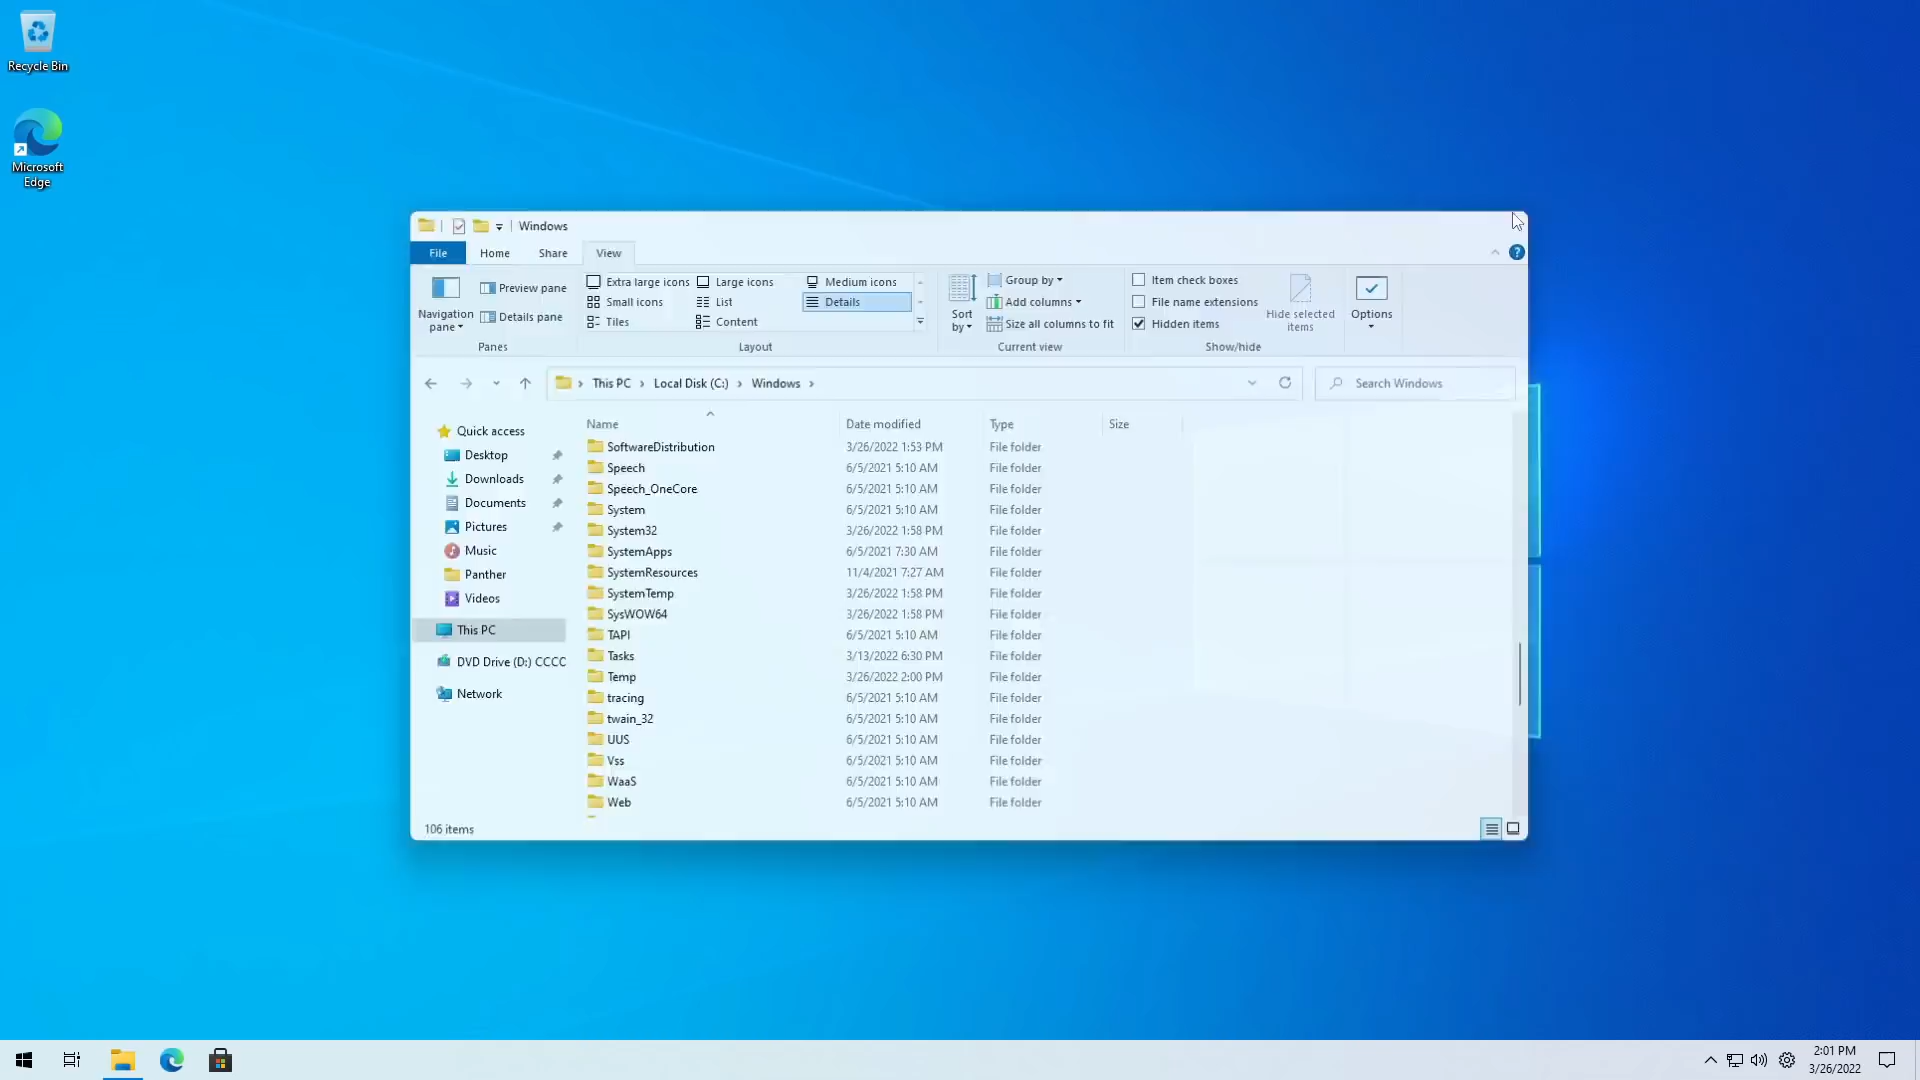 Recycle Bin
Microsoft
Edge
Windows
File Home Share View
Navigation
pane
Preview pane
Details pane
Panes
Extra large icons Large icons Medium icons
Small icons List Details
Tiles Content
Layout
Sort
by
Group by
Add columns
Size all columns to fit
Current view
Item check boxes
File name extensions
Hidden items
Hide selected
items
Show/hide
Options
This PC › Local Disk (C:) › Windows ›
Search Windows
Quick access
Desktop
Downloads
Documents
Pictures
Music
Panther
Videos
This PC
DVD Drive (D:) CCCC
Network
Name Date modified Type Size
SoftwareDistribution 3/26/2022 1:53 PM File folder
Speech 6/5/2021 5:10 AM File folder
Speech_OneCore 6/5/2021 5:10 AM File folder
System 6/5/2021 5:10 AM File folder
System32 3/26/2022 1:58 PM File folder
SystemApps 6/5/2021 7:30 AM File folder
SystemResources 11/4/2021 7:27 AM File folder
SystemTemp 3/26/2022 1:58 PM File folder
SysWOW64 3/26/2022 1:58 PM File folder
TAPI 6/5/2021 5:10 AM File folder
Tasks 3/13/2022 6:30 PM File folder
Temp 3/26/2022 2:00 PM File folder
tracing 6/5/2021 5:10 AM File folder
twain_32 6/5/2021 5:10 AM File folder
UUS 6/5/2021 5:10 AM File folder
Vss 6/5/2021 5:10 AM File folder
WaaS 6/5/2021 5:10 AM File folder
Web 6/5/2021 5:10 AM File folder
106 items
2:01 PM
3/26/2022